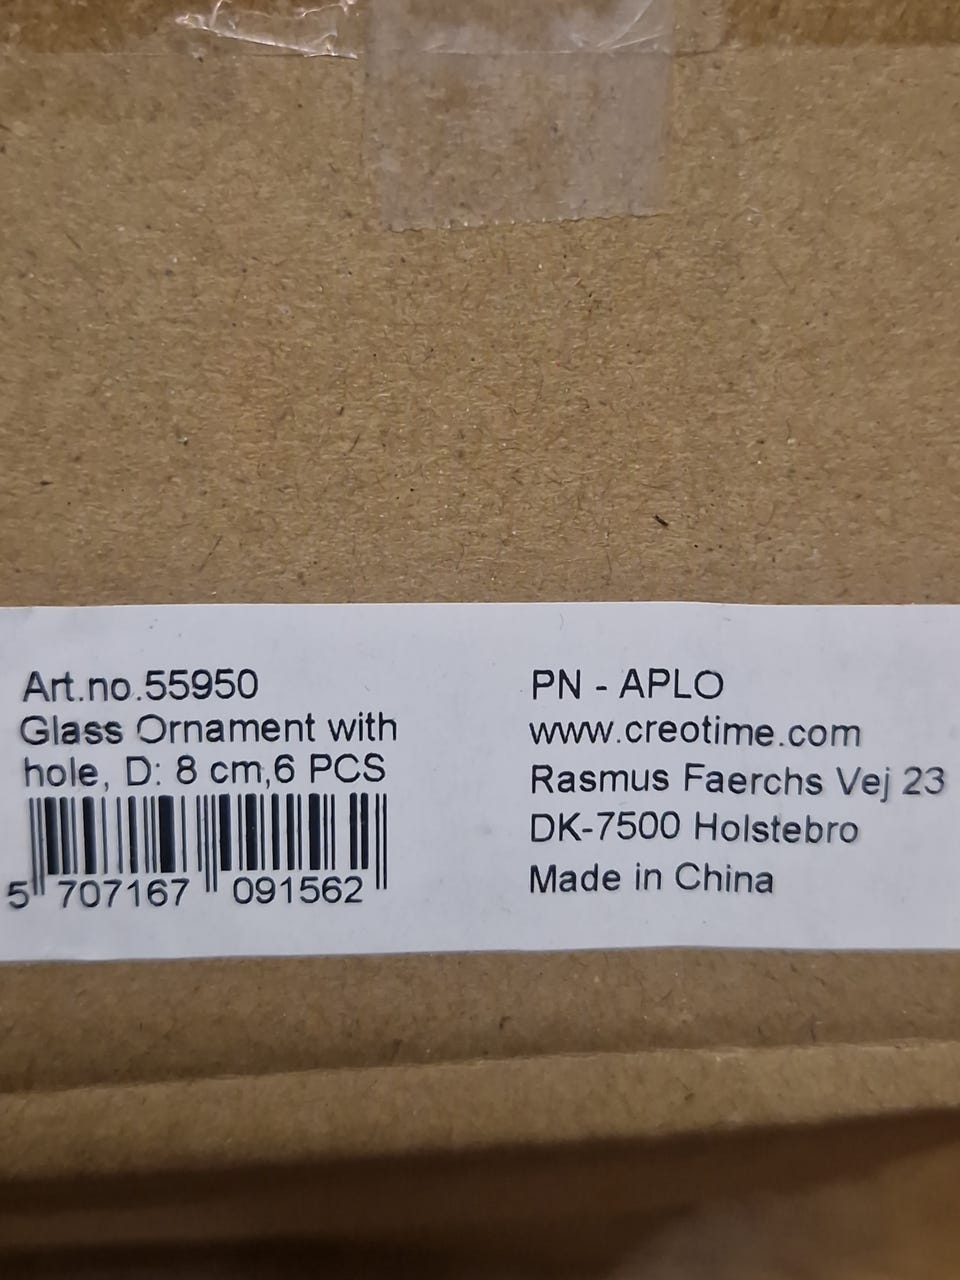 Art.no.55950
Glass Ornament with
hole, D: 8 cm,6 PCS
5 707167 091562
PN - APLO
www.creotime.com
Rasmus Faerchs Vej 23
DK-7500 Holstebro
Made in China